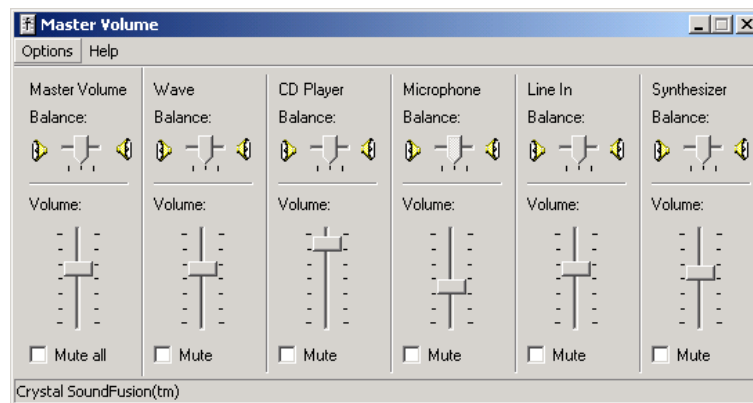 Master Volume
Options Help
Master Volume Wave CD Player Microphone Line In Synthesizer
Balance: Balance: Balance: Balance: Balance: Balance:
Volume: Volume: Volume: Volume: Volume: Volume:
Mute all Mute Mute Mute Mute Mute
Crystal SoundFusion(tm)